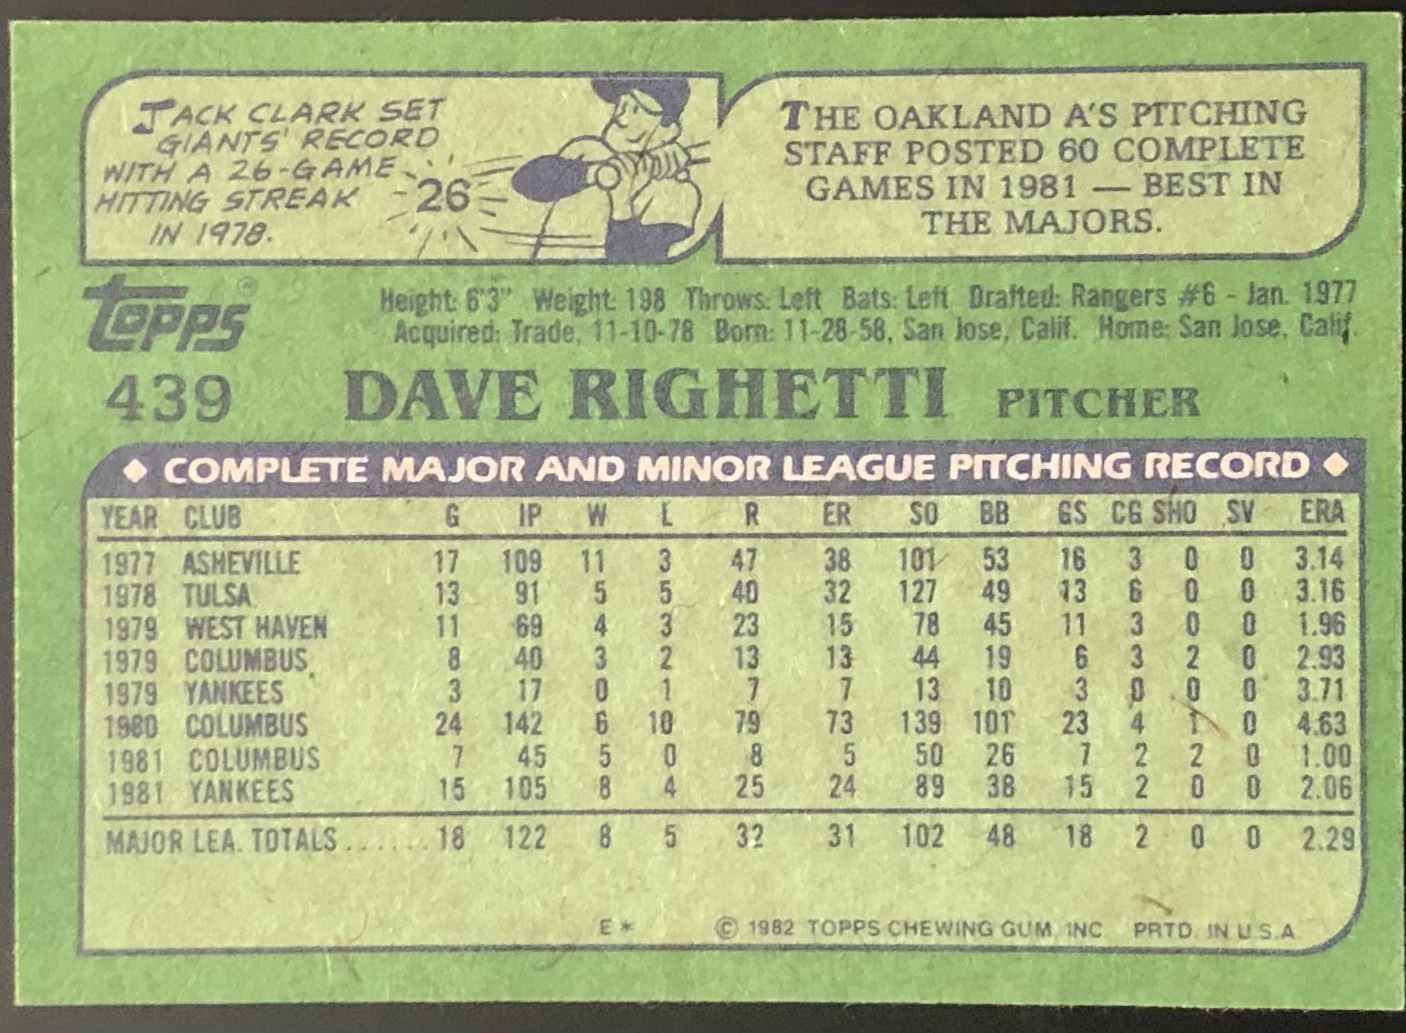 JACK CLARK SET
GIANTS' RECORD
WITH A 26-GAME
HITTING STREAK
IN 1978.
26
THE OAKLAND A'S PITCHING
STAFF POSTED 60 COMPLETE
GAMES IN 1981 — BEST IN
THE MAJORS.
topps®
Height: 6'3" Weight: 198 Throws: Left Bats: Left Drafted: Rangers #6 - Jan. 1977
Acquired: Trade, 11-10-78 Born: 11-28-58, San Jose, Calif. Home: San Jose, Calif.
439 DAVE RIGHETTI PITCHER
◆ COMPLETE MAJOR AND MINOR LEAGUE PITCHING RECORD ◆
YEAR CLUB G IP W L R ER SO BB GS CG SHO SV ERA
1977 ASHEVILLE 17 109 11 3 47 38 101 53 16 3 0 0 3.14
1978 TULSA 13 91 5 5 40 32 127 49 13 6 0 0 3.16
1979 WEST HAVEN 11 69 4 3 23 15 78 45 11 3 0 0 1.96
1979 COLUMBUS 8 40 3 2 13 13 44 19 6 3 2 0 2.93
1979 YANKEES 3 17 0 1 7 7 13 10 3 0 0 0 3.71
1980 COLUMBUS 24 142 6 10 79 73 139 101 23 4 1 0 4.63
1981 COLUMBUS 7 45 5 0 8 5 50 26 7 2 2 0 1.00
1981 YANKEES 15 105 8 4 25 24 89 38 15 2 0 0 2.06
MAJOR LEA. TOTALS ...... 18 122 8 5 32 31 102 48 18 2 0 0 2.29
E* © 1982 TOPPS CHEWING GUM, INC. PRTD. IN U.S.A.